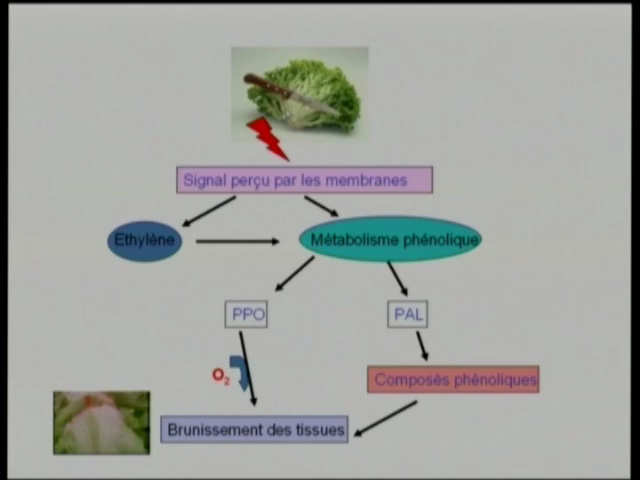 Signal perçu par les membranes
Ethylène
Métabolisme phénolique
PPO
PAL
O2
Composés phénoliques
Brunissement des tissues